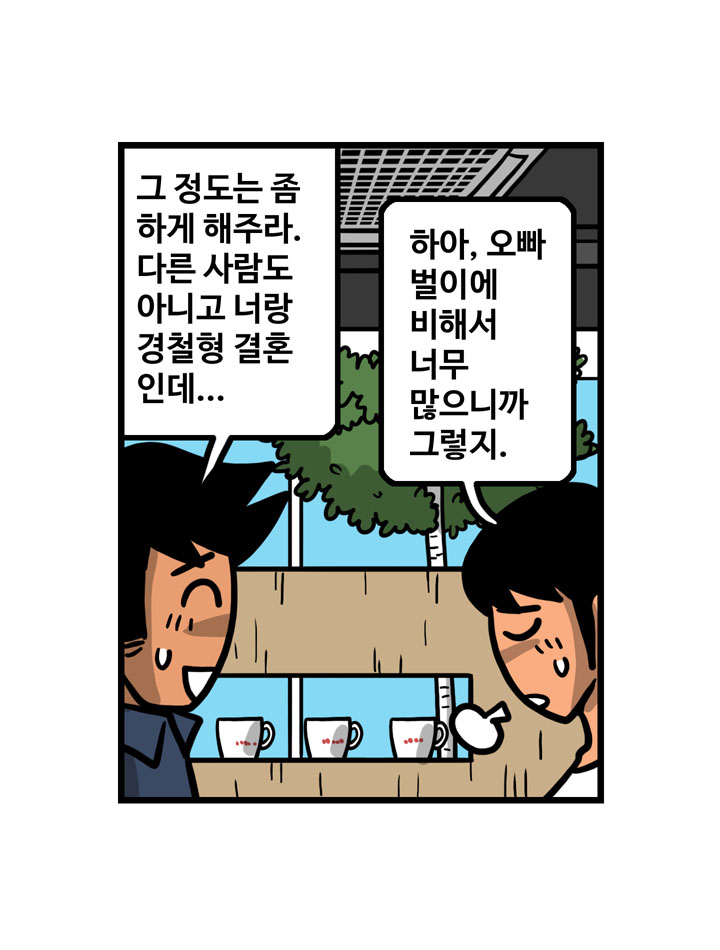 그 정도는 좀
하게 해주라.
다른 사람도
아니고 너랑
경철형 결혼
인데...
하아, 오빠
벌이에
비해서
너무
많으니까
그렇지.